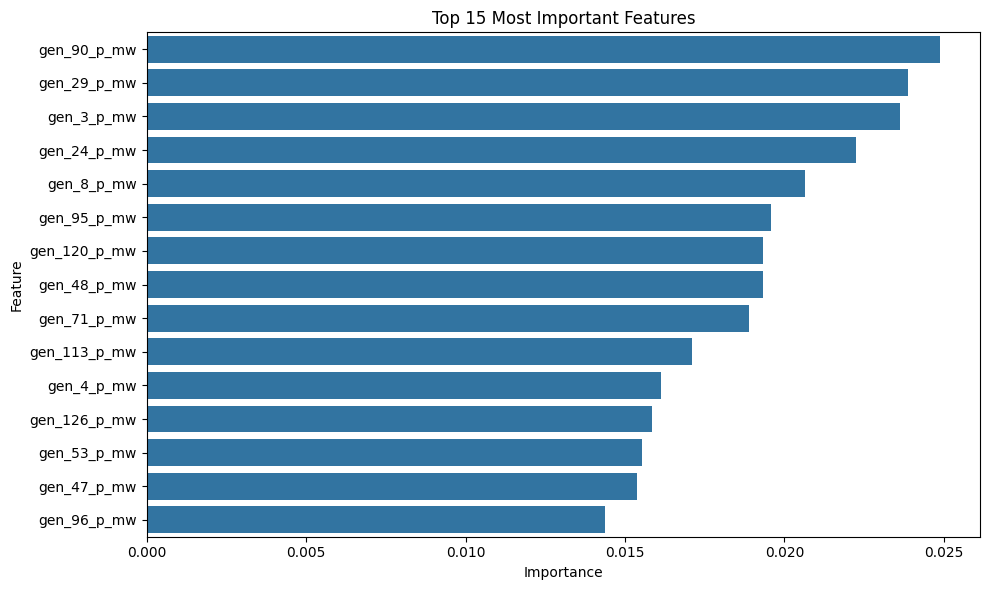 Top 15 Most Important Features
Feature
gen_90_p_mw
gen_29_p_mw
gen_3_p_mw
gen_24_p_mw
gen_8_p_mw
gen_95_p_mw
gen_120_p_mw
gen_48_p_mw
gen_71_p_mw
gen_113_p_mw
gen_4_p_mw
gen_126_p_mw
gen_53_p_mw
gen_47_p_mw
gen_96_p_mw
0.000 0.005 0.010 0.015 0.020 0.025
Importance